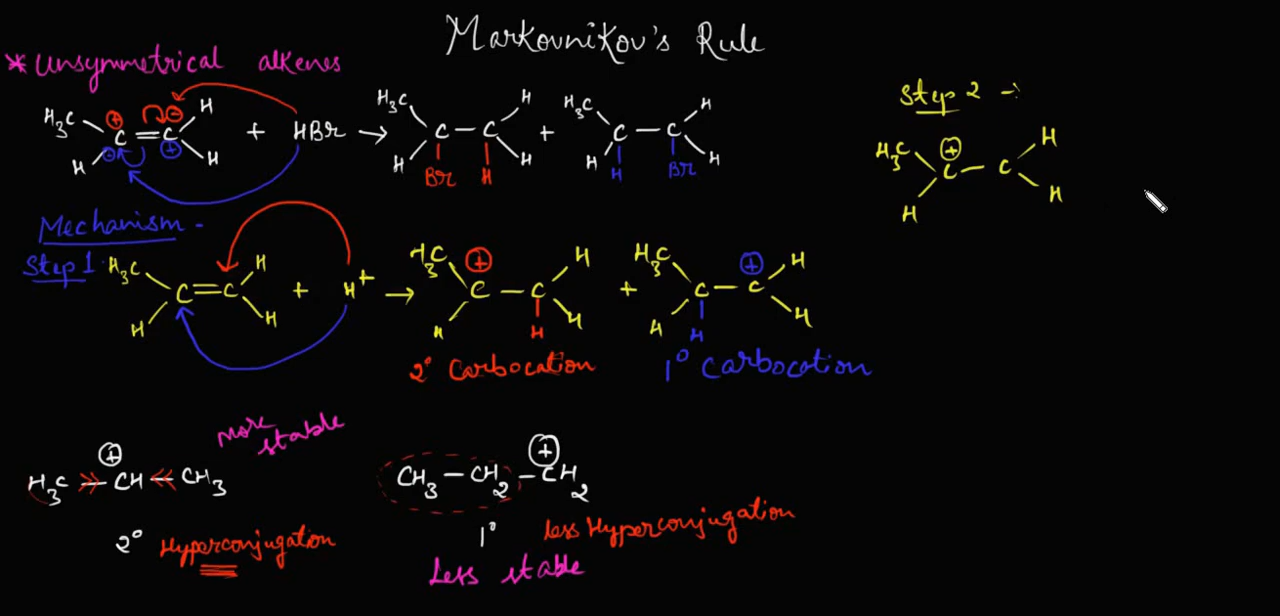 Markovnikov's Rule
* Unsymmetrical alkenes
H3C C = C H H H + HBr → H3C C – C H H H Br H + H3C C – C H H H H Br
⊕ ⊖ ⊖ ⊕
Mechanism -
Step 1
H3C C = C H H H + H+ → H3C ⊕ C – C H H H H + H3C C – C ⊕ H H H H
2° Carbocation
1° Carbocation
more stable
H3C – CH – CH3
⊕
2° Hyperconjugation
CH3 – CH2 – CH2
⊕
1° less Hyperconjugation
Less stable
Step 2 →
H3C ⊕ C – C H H H